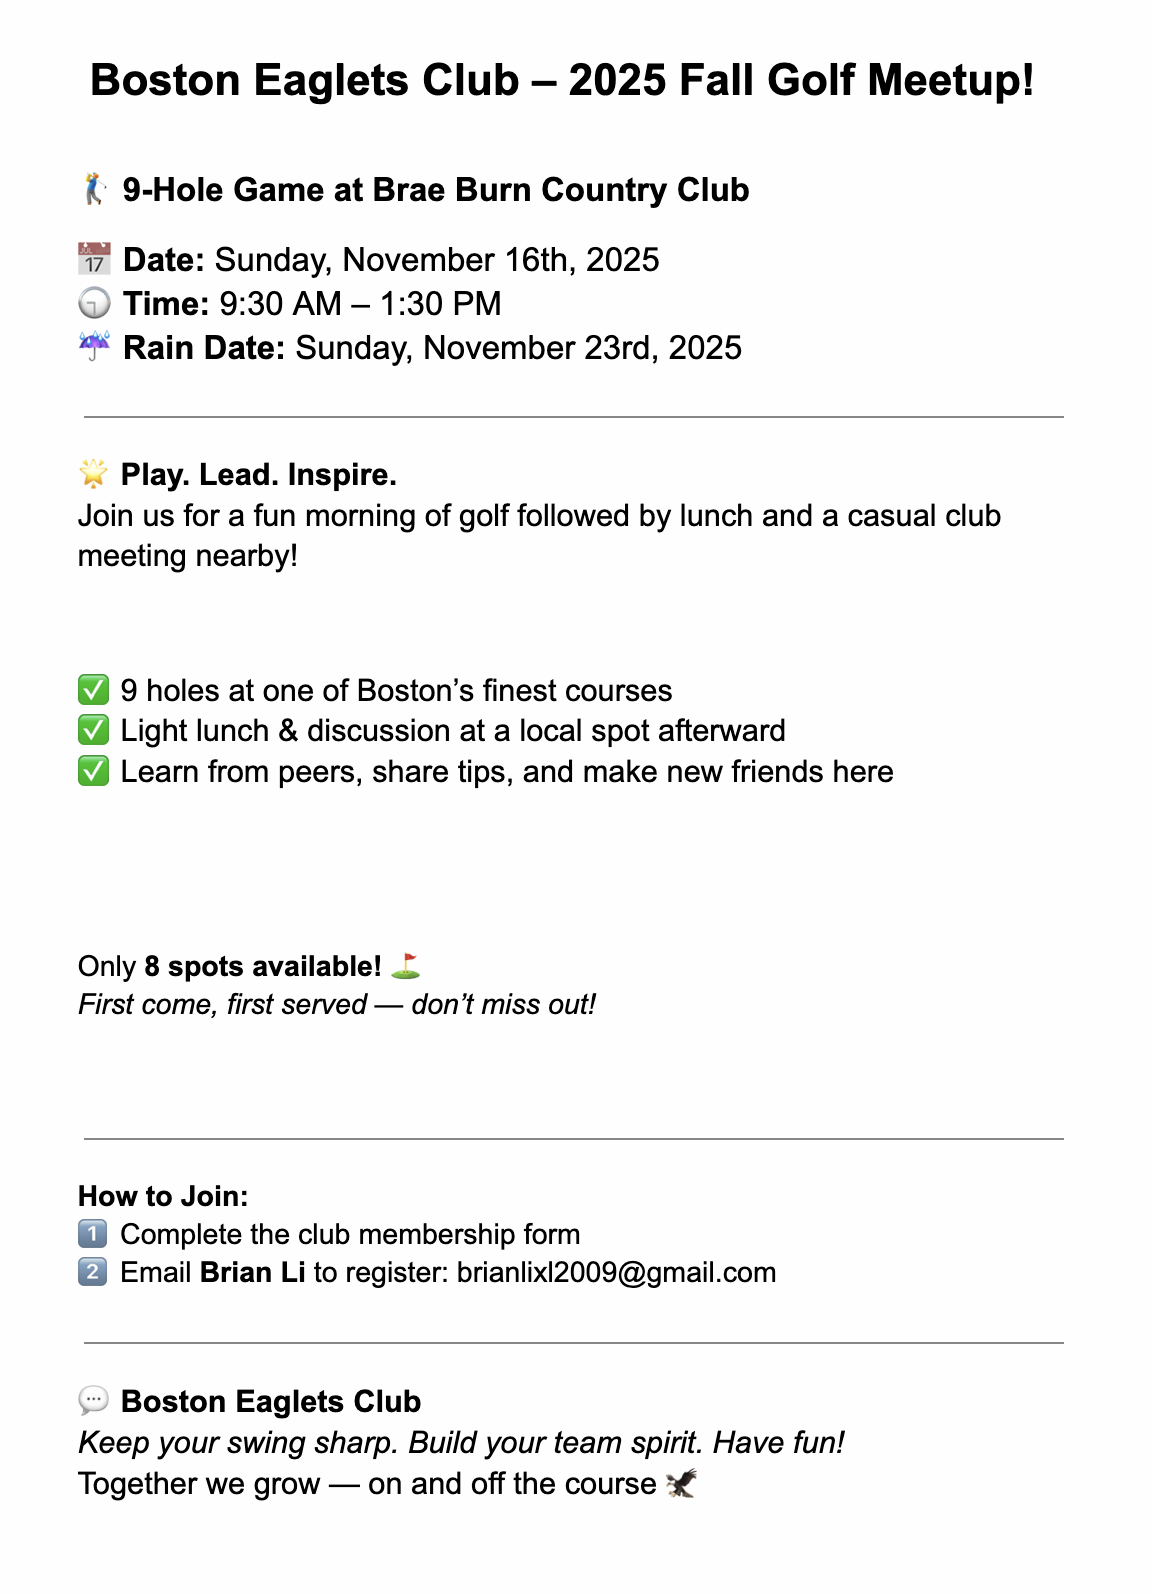 Boston Eaglets Club – 2025 Fall Golf Meetup!
🏌️ 9-Hole Game at Brae Burn Country Club
📅 Date: Sunday, November 16th, 2025
🕤 Time: 9:30 AM – 1:30 PM
☔ Rain Date: Sunday, November 23rd, 2025
🌟 Play. Lead. Inspire.
Join us for a fun morning of golf followed by lunch and a casual club
meeting nearby!
✅ 9 holes at one of Boston’s finest courses
✅ Light lunch & discussion at a local spot afterward
✅ Learn from peers, share tips, and make new friends here
Only 8 spots available! ⛳
First come, first served — don’t miss out!
How to Join:
1️⃣ Complete the club membership form
2️⃣ Email Brian Li to register: brianlixl2009@gmail.com
💬 Boston Eaglets Club
Keep your swing sharp. Build your team spirit. Have fun!
Together we grow — on and off the course 🦅